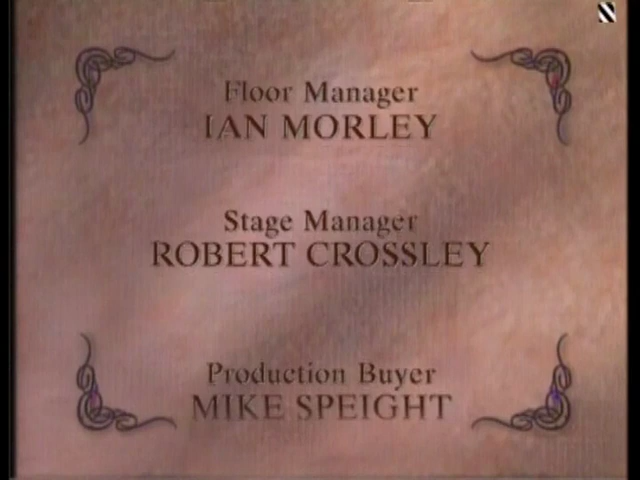 Floor Manager
IAN MORLEY
Stage Manager
ROBERT CROSSLEY
Production Buyer
MIKE SPEIGHT